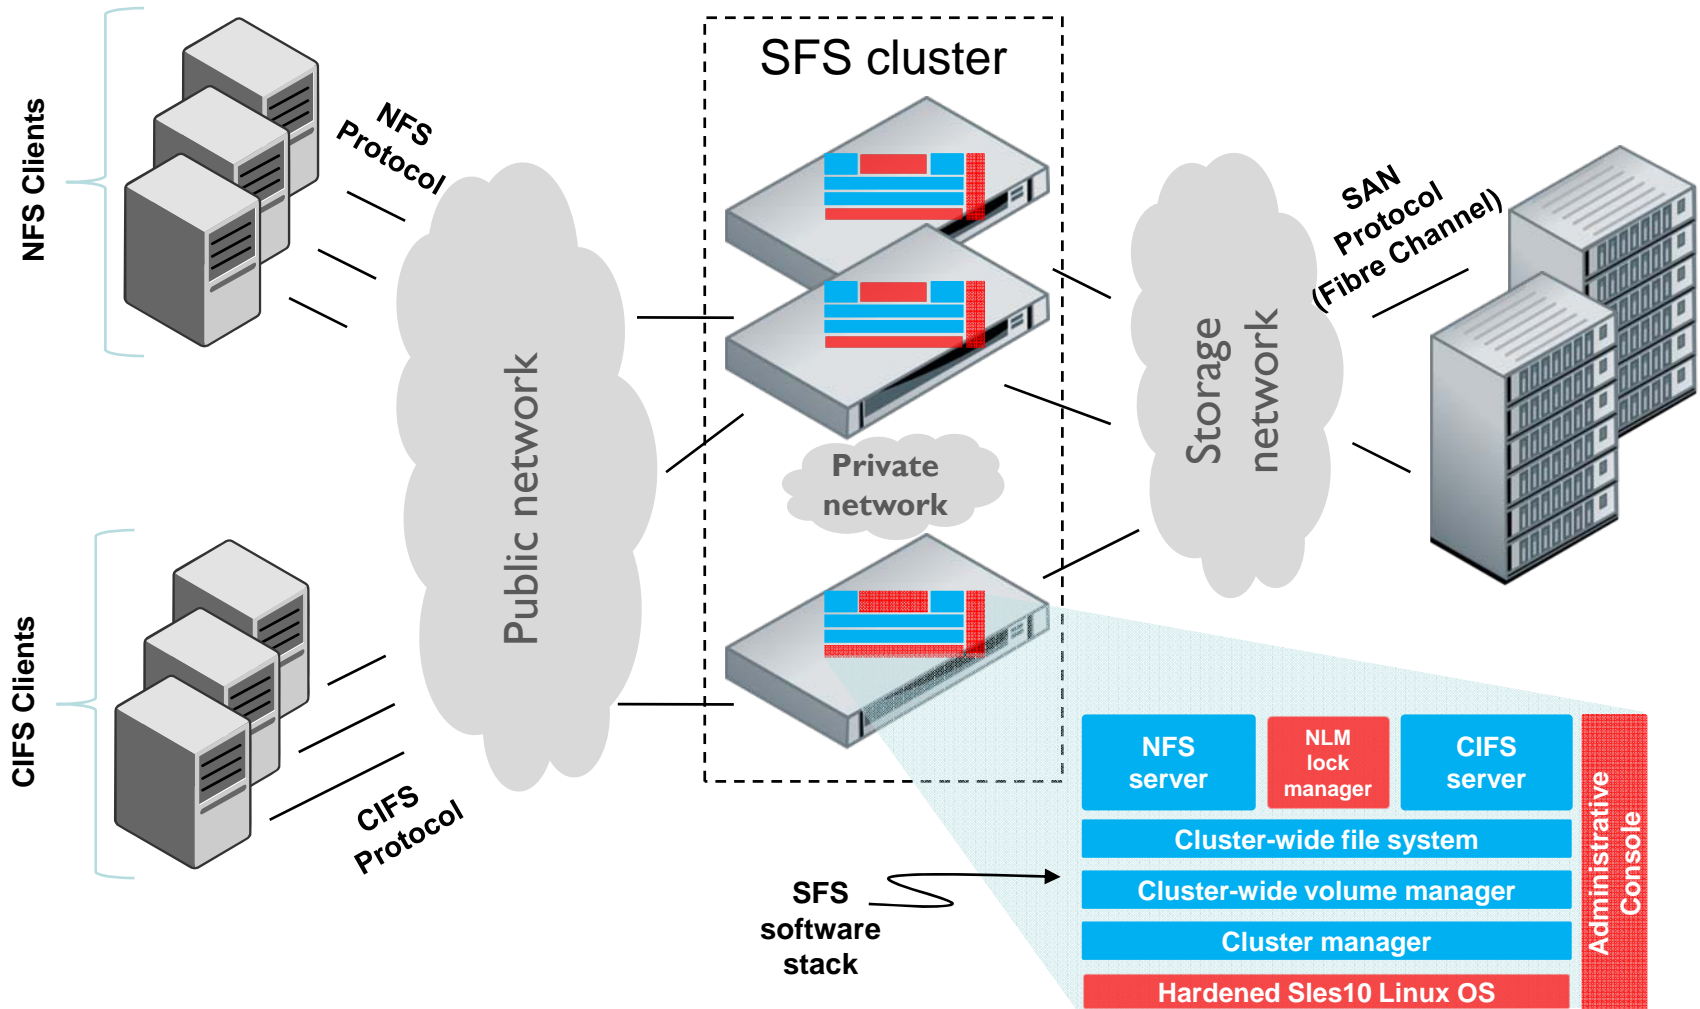 SFS cluster
NFS Clients
NFS
Protocol
Public network
Private
network
Storage
network
SAN
Protocol
(Fibre Channel)
CIFS Clients
CIFS
Protocol
SFS
software
stack
NFS
server
NLM
lock
manager
CIFS
server
Cluster-wide file system
Cluster-wide volume manager
Cluster manager
Hardened Sles10 Linux OS
Administrative
Console